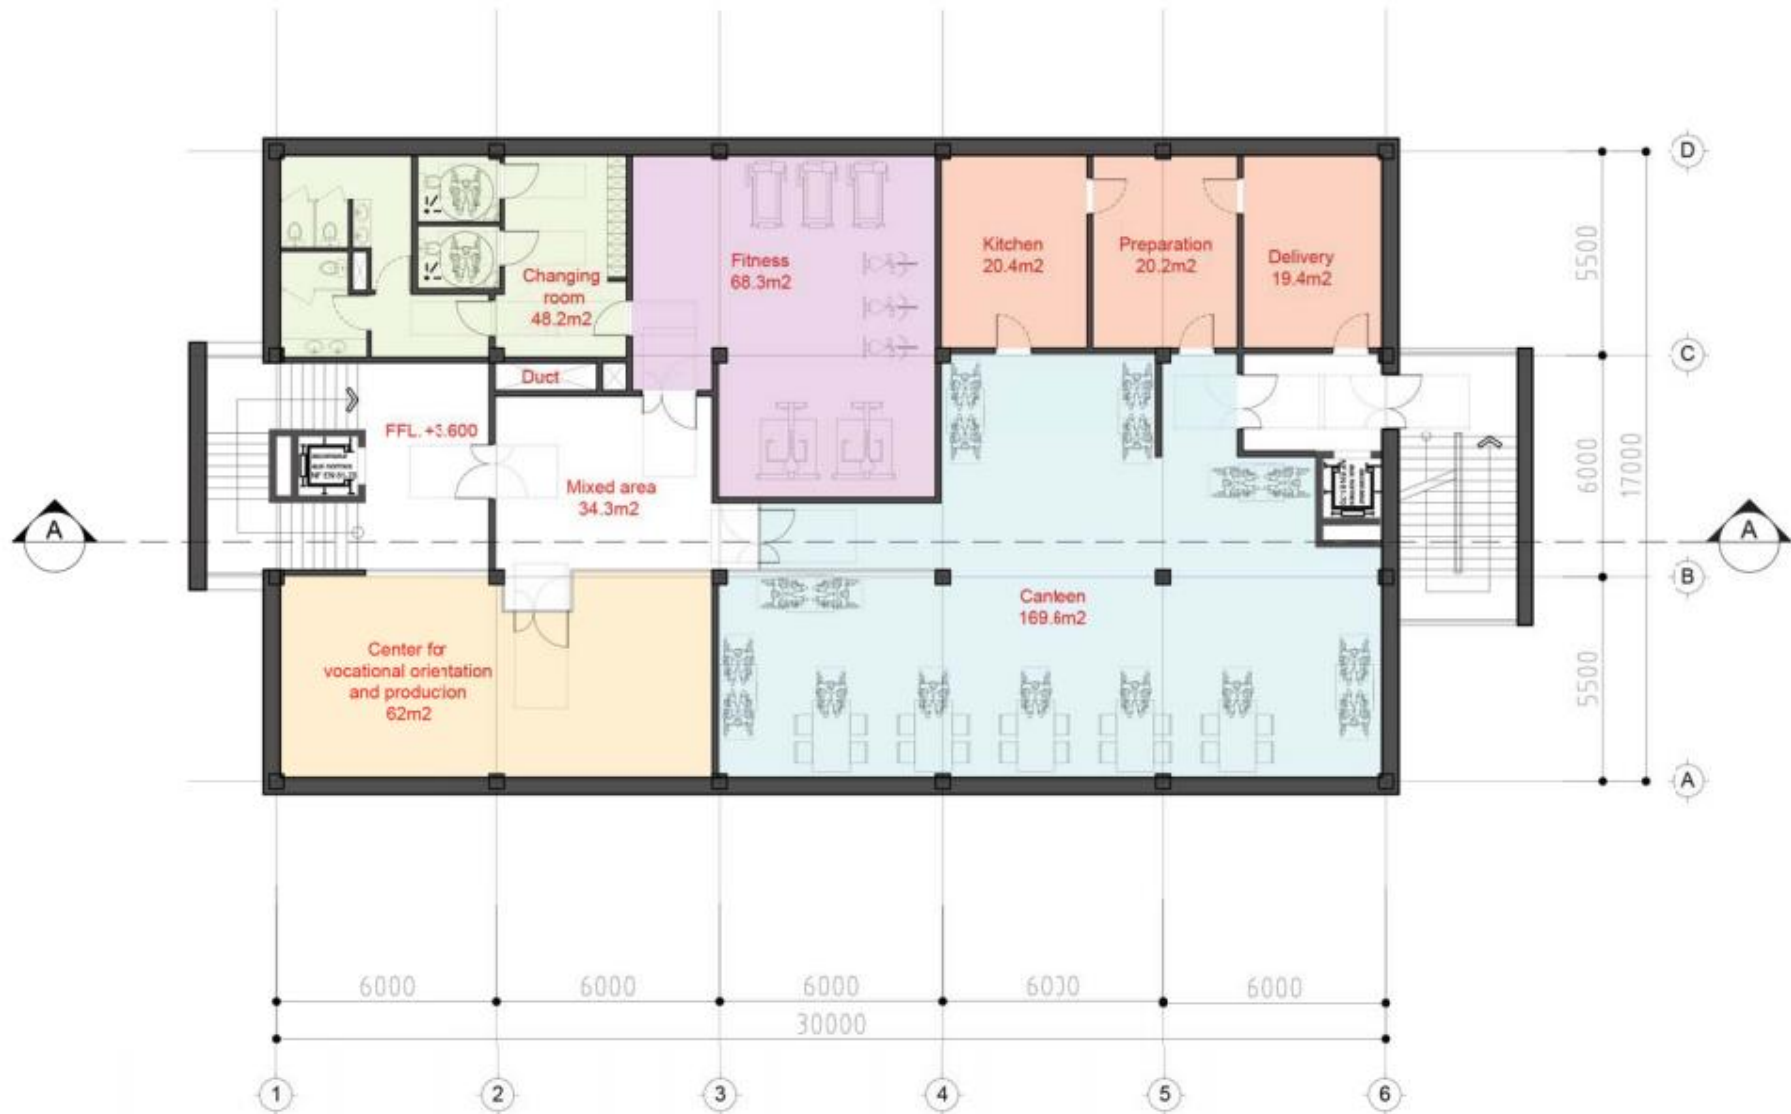 D
Kitchen
20.4m2
Preparation
20.2m2
Delivery
19.4m2
Fitness
68.3m2
Changing
room
48.2m2
5500
C
Duct
FFL. +3.600
Mixed area
34.3m2
6000
17000
A
A
B
Canteen
169.6m2
Center for
vocational orientation
and producion
62m2
5500
A
6000
6000
6000
6000
6000
30000
1
2
3
4
5
6